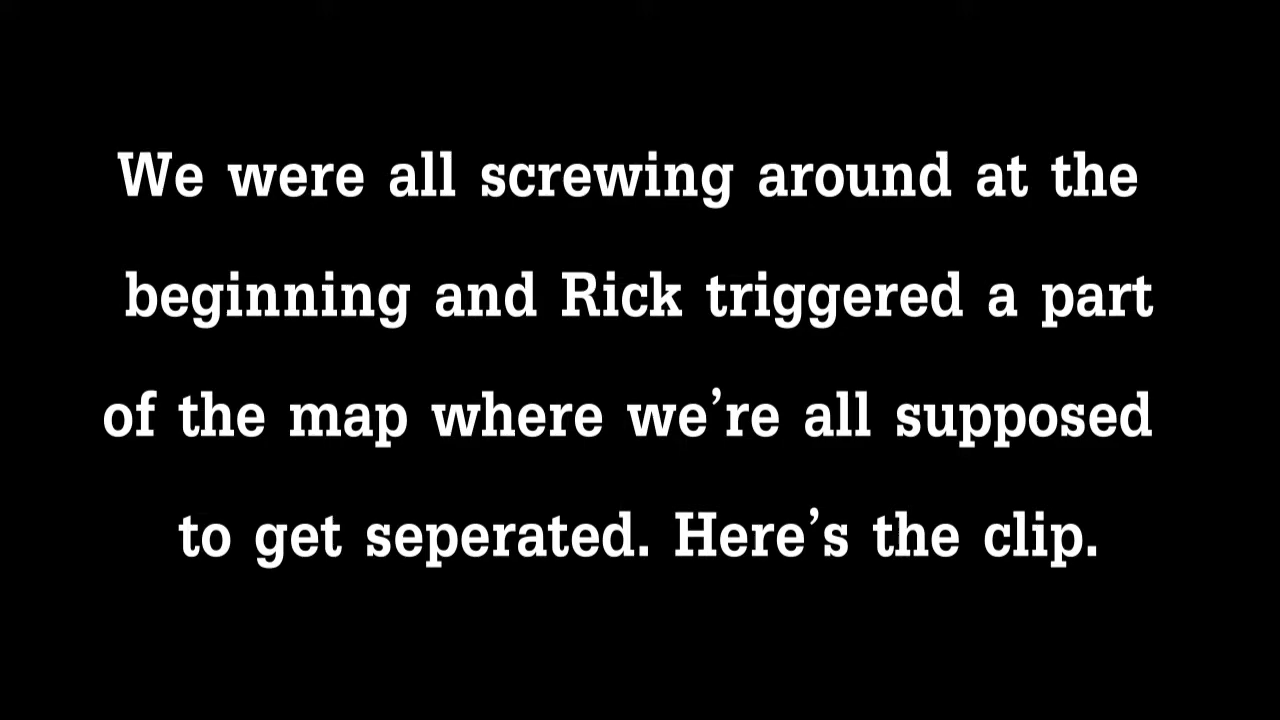 We were all screwing around at the
beginning and Rick triggered a part
of the map where we’re all supposed
to get seperated. Here’s the clip.